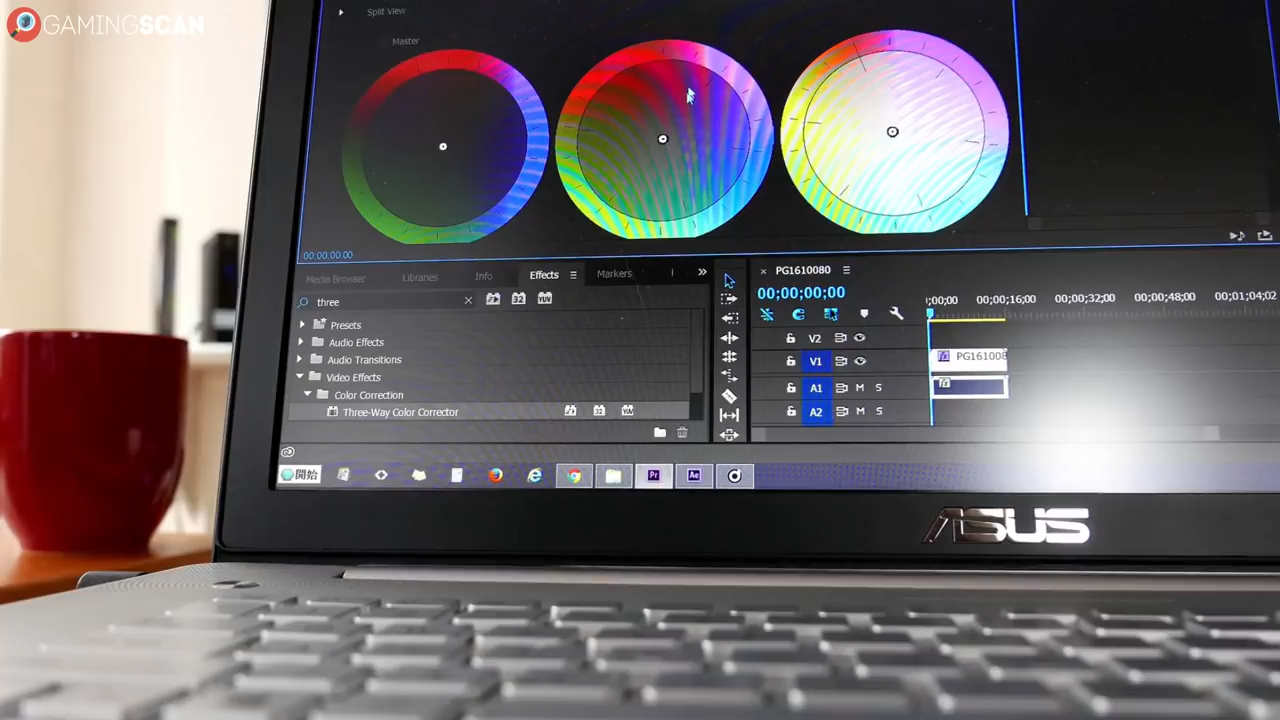 GAMINGSCAN
Split View
Master
00;00;00;00
Media Browser Libraries Info Effects Markers
three
32 YUV
Presets
Audio Effects
Audio Transitions
Video Effects
Color Correction
Three-Way Color Corrector
PG1610080
00;00;00;00
;00;00 00;00;16;00 00;00;32;00 00;00;48;00 00;01;04;02
V2
V1 PG161008
A1 M S
A2 M S
開始 Pr Ae
ASUS